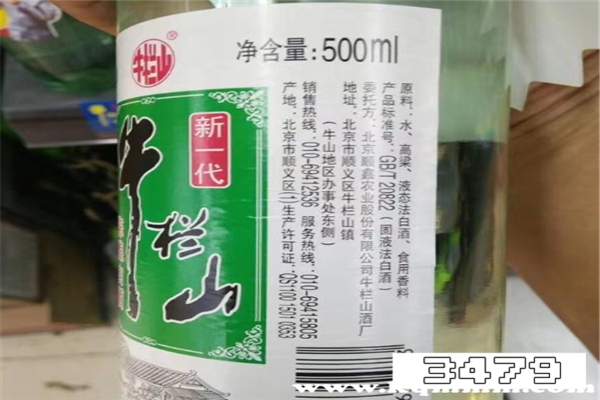 牛栏山
净含量: 500ml
新一代
牛栏山
原料：水、高粱、液态法白酒、食用香料
产品标准号：GB/T20822（固液法白酒）
委托方：北京顺鑫农业股份有限公司牛栏山酒厂
地址：北京市顺义区牛栏山镇
（牛山地区办事处东侧）
销售热线：010-69412536 服务热线：010-69415805
产地：北京市顺义区(1)生产许可证：QS1100 1501 0333
3479